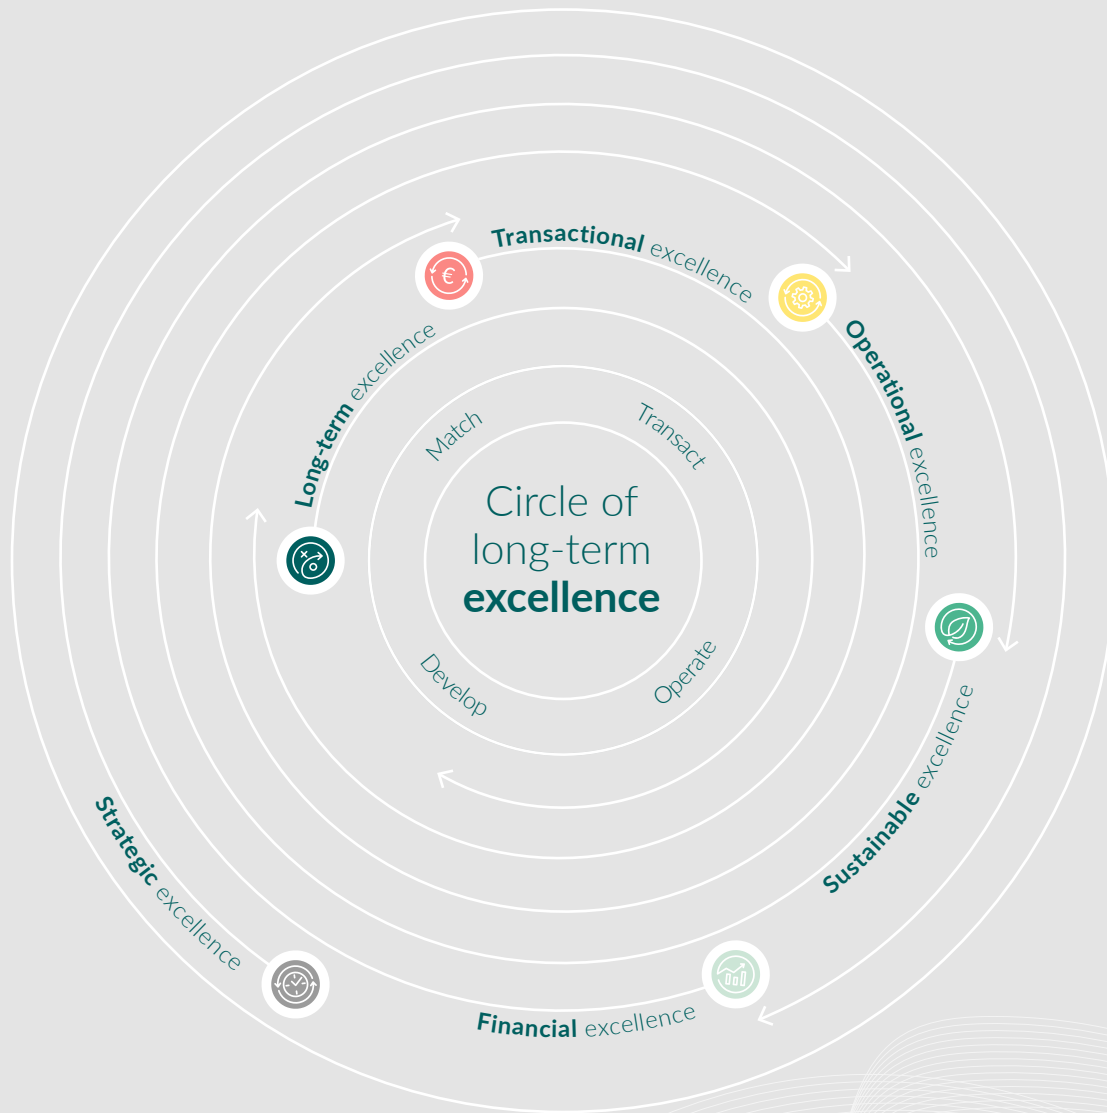 Circle of
long-term
excellence
Match
Transact
Operate
Develop
Long-term excellence
Transactional excellence
Operational excellence
Sustainable excellence
Financial excellence
Strategic excellence
€